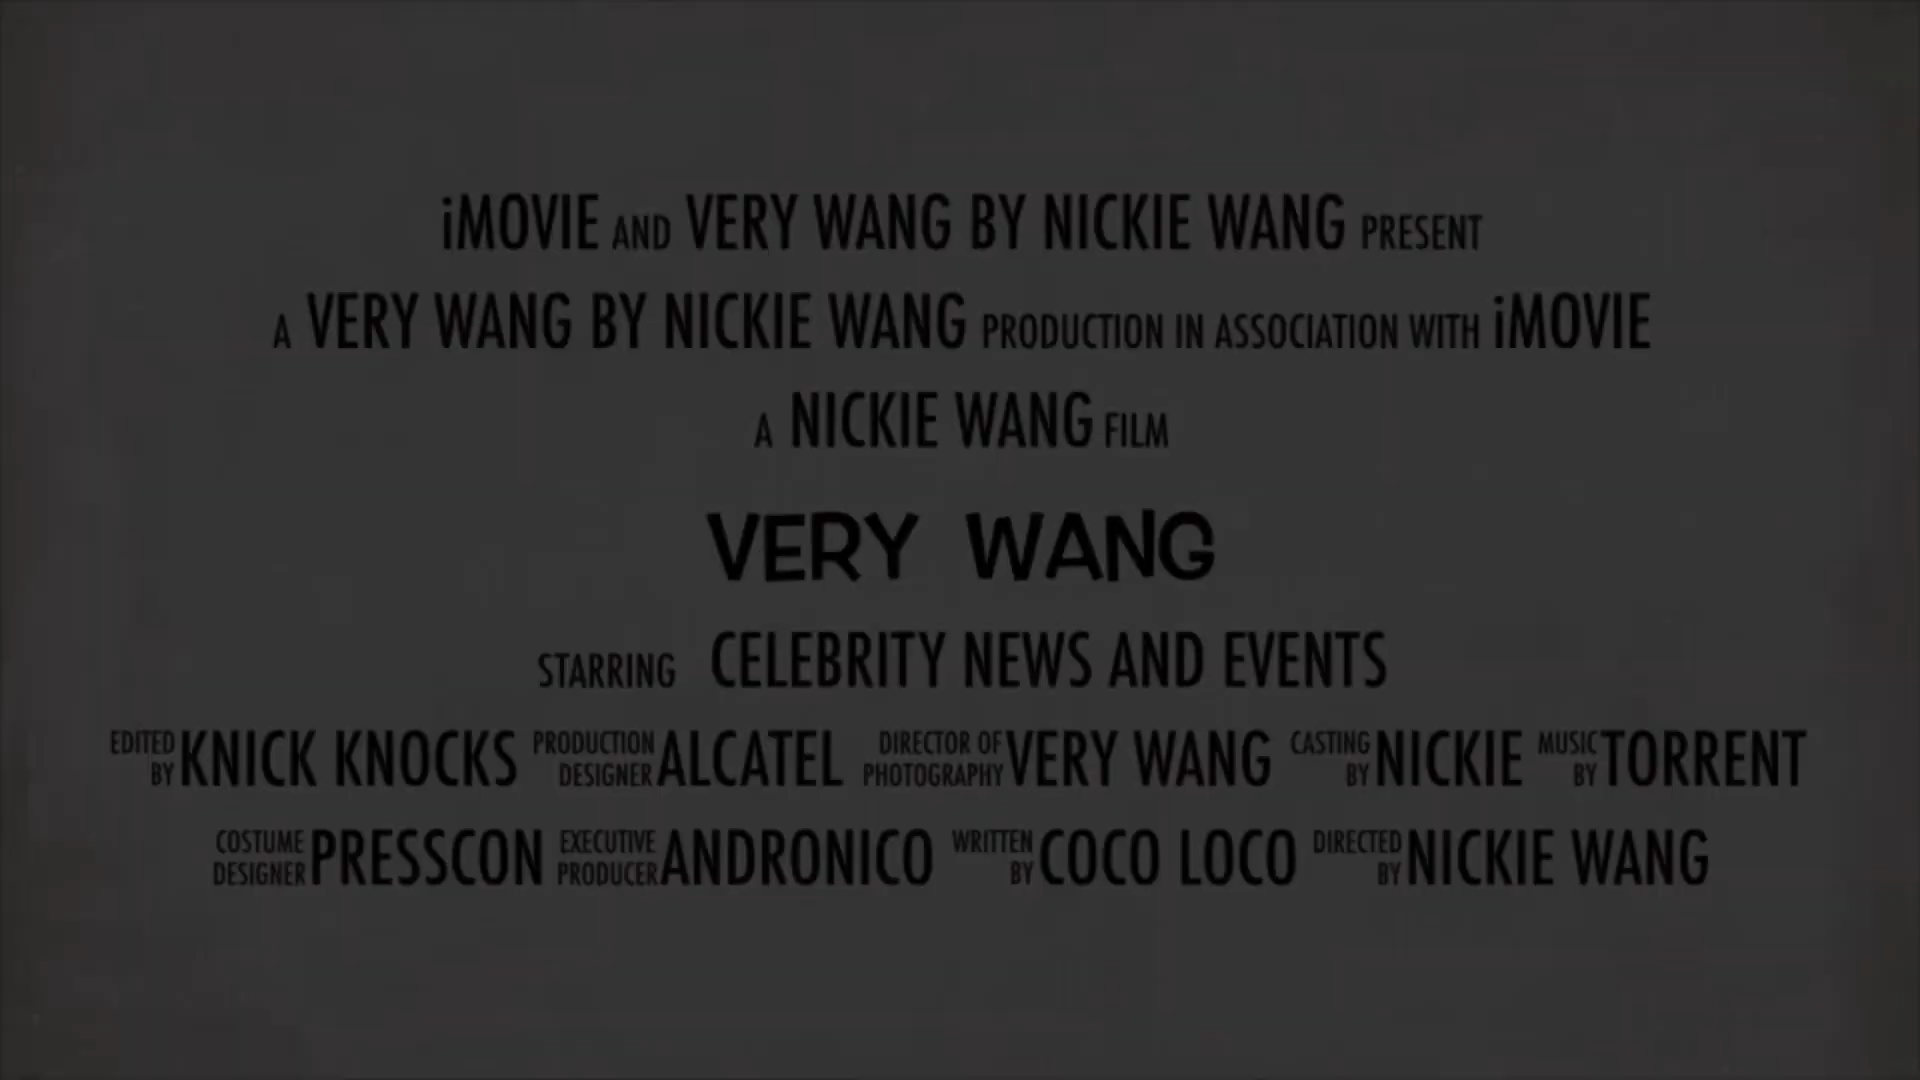 iMOVIE AND VERY WANG BY NICKIE WANG PRESENT
A VERY WANG BY NICKIE WANG PRODUCTION IN ASSOCIATION WITH iMOVIE
A NICKIE WANG FILM
VERY WANG
STARRING CELEBRITY NEWS AND EVENTS
EDITED BY KNICK KNOCKS PRODUCTION DESIGNER ALCATEL DIRECTOR OF PHOTOGRAPHY VERY WANG CASTING BY NICKIE MUSIC BY TORRENT
COSTUME DESIGNER PRESSCON EXECUTIVE PRODUCER ANDRONICO WRITTEN BY COCO LOCO DIRECTED BY NICKIE WANG